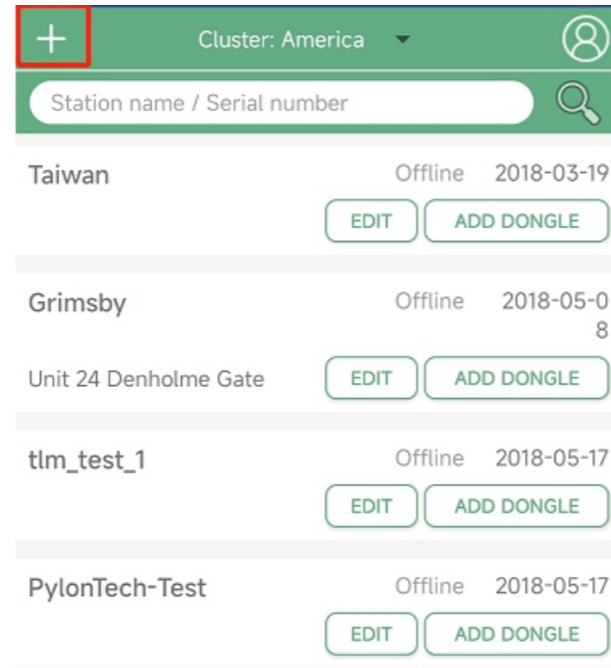 Cluster: America
Station name / Serial number
Taiwan Offline 2018-03-19
EDIT ADD DONGLE
Grimsby Offline 2018-05-0
8
Unit 24 Denholme Gate EDIT ADD DONGLE
tlm_test_1 Offline 2018-05-17
EDIT ADD DONGLE
PylonTech-Test Offline 2018-05-17
EDIT ADD DONGLE